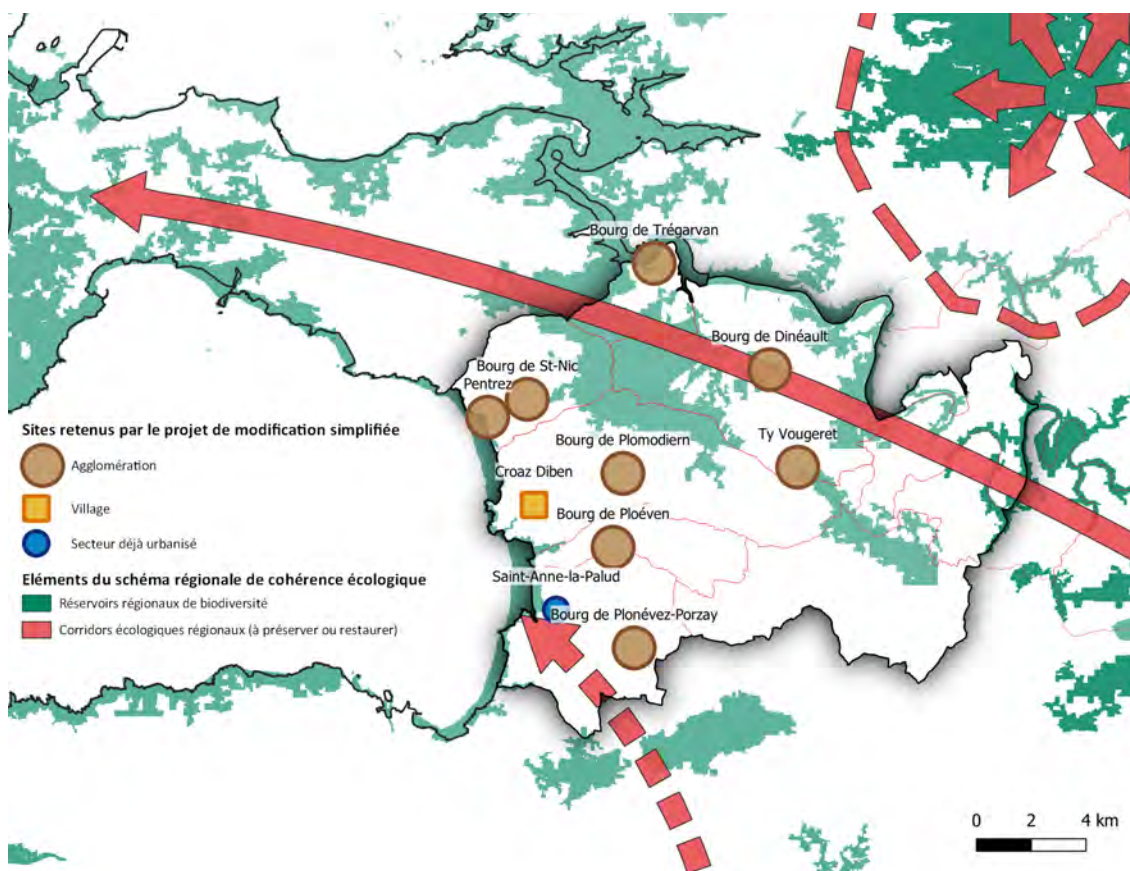 Bourg de Trégarvan
Bourg de Dinéault
Bourg de St-Nic
Pentrez
Sites retenus par le projet de modification simplifiée
Agglomération
Village
Secteur déjà urbanisé
Eléments du schéma régionale de cohérence écologique
Réservoirs régionaux de biodiversité
Corridors écologiques régionaux (à préserver ou restaurer)
Bourg de Plomodiern
Ty Vougeret
Croaz Diben
Bourg de Ploéven
Saint-Anne-la-Palud
Bourg de Plonévez-Porzay
0 2 4 km